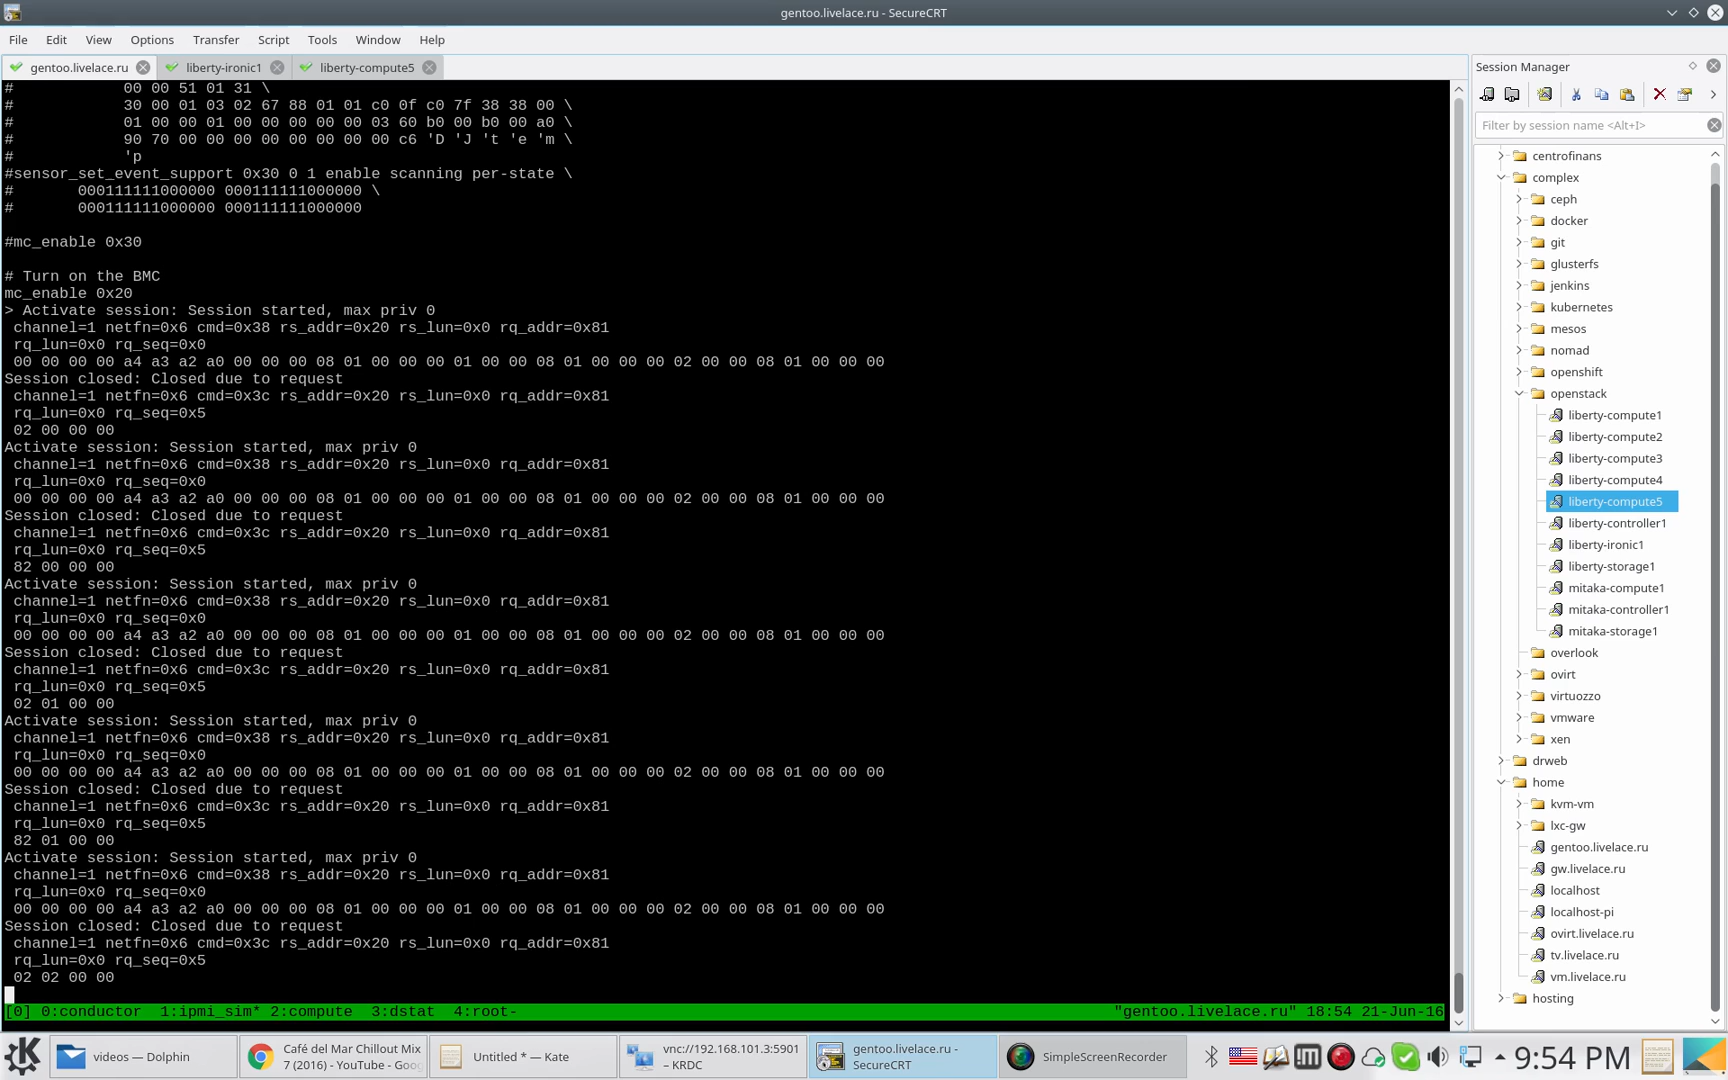 gentoo.livelace.ru - SecureCRT
File Edit View Options Transfer Script Tools Window Help
gentoo.livelace.ru liberty-ironic1 liberty-compute5
#            00 00 51 01 31 \
#            30 00 01 03 02 67 88 01 01 c0 0f c0 7f 38 38 00 \
#            01 00 00 01 00 00 00 00 00 03 60 b0 00 b0 00 a0 \
#            90 70 00 00 00 00 00 00 00 c6 'D 'J 't 'e 'm \
#            'p
#sensor_set_event_support 0x30 0 1 enable scanning per-state \
#       000111111000000 000111111000000 \
#       000111111000000 000111111000000
#mc_enable 0x30
# Turn on the BMC
mc_enable 0x20
> Activate session: Session started, max priv 0
channel=1 netfn=0x6 cmd=0x38 rs_addr=0x20 rs_lun=0x0 rq_addr=0x81
rq_lun=0x0 rq_seq=0x0
00 00 00 00 a4 a3 a2 a0 00 00 00 08 01 00 00 00 01 00 00 08 01 00 00 00 02 00 00 08 01 00 00 00
Session closed: Closed due to request
channel=1 netfn=0x6 cmd=0x3c rs_addr=0x20 rs_lun=0x0 rq_addr=0x81
rq_lun=0x0 rq_seq=0x5
02 00 00 00
Activate session: Session started, max priv 0
channel=1 netfn=0x6 cmd=0x38 rs_addr=0x20 rs_lun=0x0 rq_addr=0x81
rq_lun=0x0 rq_seq=0x0
00 00 00 00 a4 a3 a2 a0 00 00 00 08 01 00 00 00 01 00 00 08 01 00 00 00 02 00 00 08 01 00 00 00
Session closed: Closed due to request
channel=1 netfn=0x6 cmd=0x3c rs_addr=0x20 rs_lun=0x0 rq_addr=0x81
rq_lun=0x0 rq_seq=0x5
82 00 00 00
Activate session: Session started, max priv 0
channel=1 netfn=0x6 cmd=0x38 rs_addr=0x20 rs_lun=0x0 rq_addr=0x81
rq_lun=0x0 rq_seq=0x0
00 00 00 00 a4 a3 a2 a0 00 00 00 08 01 00 00 00 01 00 00 08 01 00 00 00 02 00 00 08 01 00 00 00
Session closed: Closed due to request
channel=1 netfn=0x6 cmd=0x3c rs_addr=0x20 rs_lun=0x0 rq_addr=0x81
rq_lun=0x0 rq_seq=0x5
02 01 00 00
Activate session: Session started, max priv 0
channel=1 netfn=0x6 cmd=0x38 rs_addr=0x20 rs_lun=0x0 rq_addr=0x81
rq_lun=0x0 rq_seq=0x0
00 00 00 00 a4 a3 a2 a0 00 00 00 08 01 00 00 00 01 00 00 08 01 00 00 00 02 00 00 08 01 00 00 00
Session closed: Closed due to request
channel=1 netfn=0x6 cmd=0x3c rs_addr=0x20 rs_lun=0x0 rq_addr=0x81
rq_lun=0x0 rq_seq=0x5
82 01 00 00
Activate session: Session started, max priv 0
channel=1 netfn=0x6 cmd=0x38 rs_addr=0x20 rs_lun=0x0 rq_addr=0x81
rq_lun=0x0 rq_seq=0x0
00 00 00 00 a4 a3 a2 a0 00 00 00 08 01 00 00 00 01 00 00 08 01 00 00 00 02 00 00 08 01 00 00 00
Session closed: Closed due to request
channel=1 netfn=0x6 cmd=0x3c rs_addr=0x20 rs_lun=0x0 rq_addr=0x81
rq_lun=0x0 rq_seq=0x5
02 02 00 00
[0] 0:conductor  1:ipmi_sim* 2:compute  3:dstat  4:root-    "gentoo.livelace.ru" 18:54 21-Jun-16
Session Manager
Filter by session name <Alt+I>
centrofinans
complex
ceph
docker
git
glusterfs
jenkins
kubernetes
mesos
nomad
openshift
openstack
liberty-compute1
liberty-compute2
liberty-compute3
liberty-compute4
liberty-compute5
liberty-controller1
liberty-ironic1
liberty-storage1
mitaka-compute1
mitaka-controller1
mitaka-storage1
overlook
ovirt
virtuozzo
vmware
xen
drweb
home
kvm-vm
lxc-gw
gentoo.livelace.ru
gw.livelace.ru
localhost
localhost-pi
ovirt.livelace.ru
tv.livelace.ru
vm.livelace.ru
hosting
videos — Dolphin
Café del Mar Chillout Mix
7 (2016) - YouTube - Goo
Untitled * — Kate
vnc://192.168.101.3:5901
– KRDC
gentoo.livelace.ru -
SecureCRT
SimpleScreenRecorder
9:54 PM